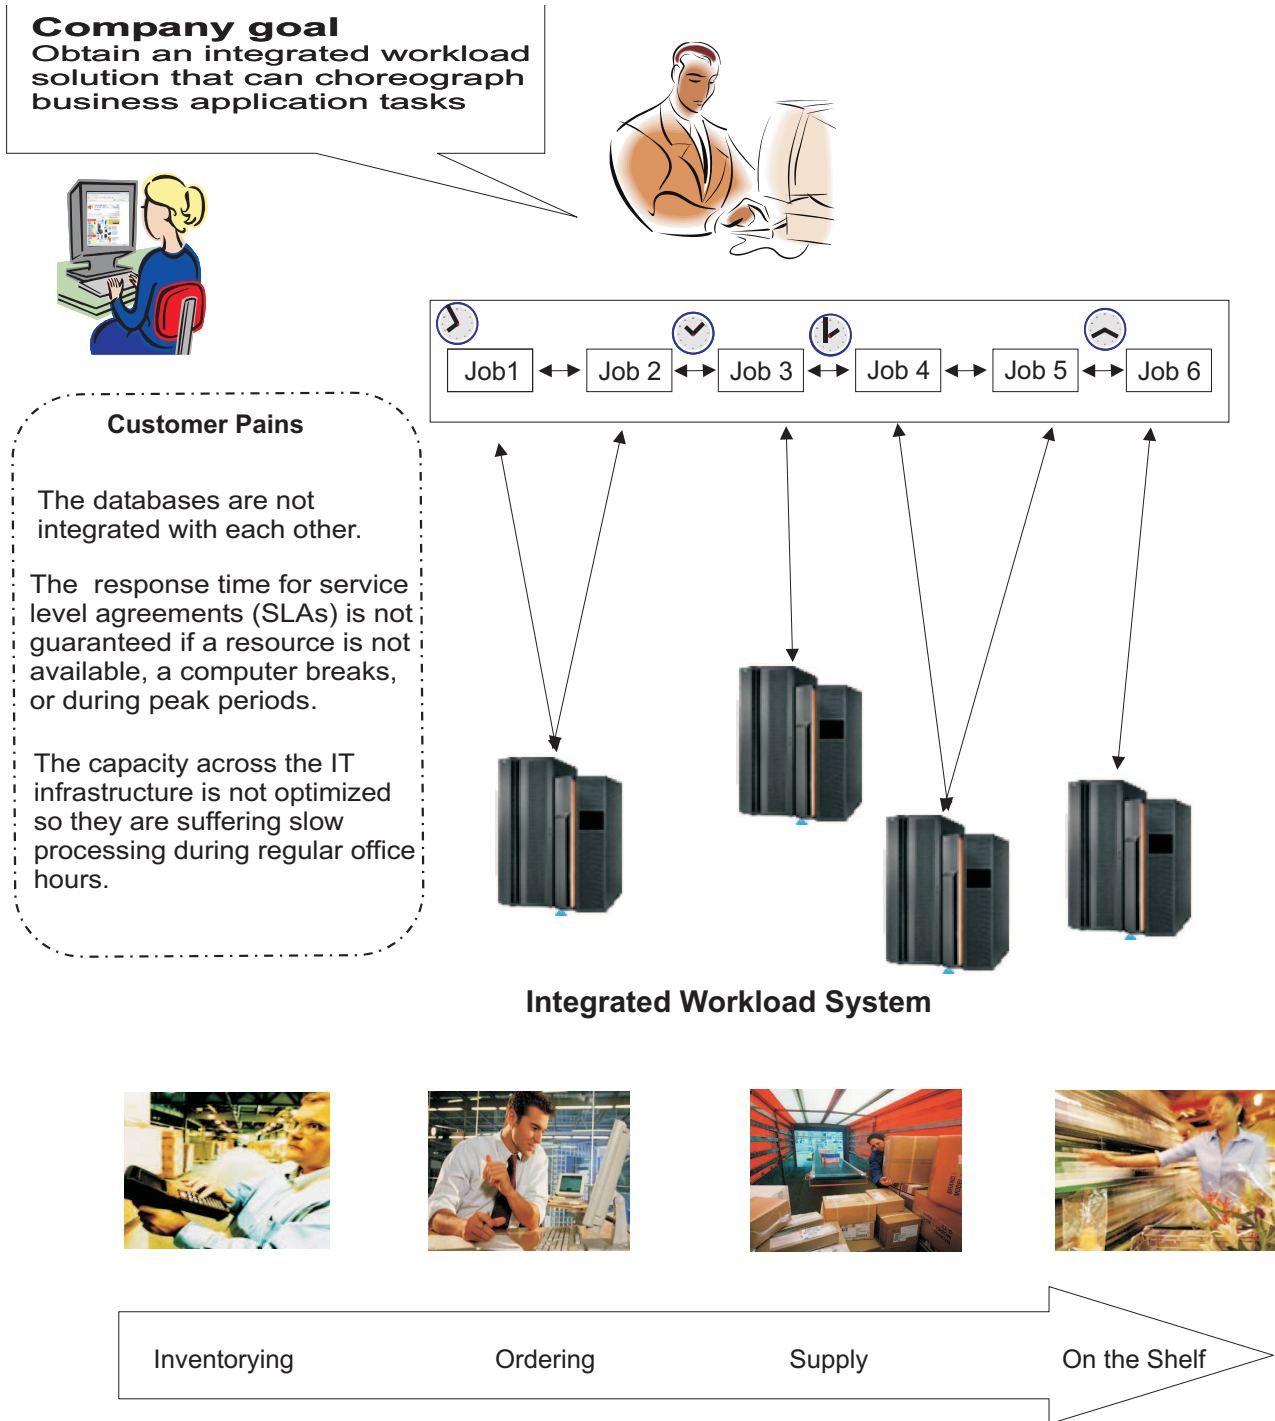 Company goal
Obtain an integrated workload
solution that can choreograph
business application tasks
Job1
Job 2
Job 3
Job 4
Job 5
Job 6
Customer Pains
The databases are not
integrated with each other.
The response time for service
level agreements (SLAs) is not
guaranteed if a resource is not
available, a computer breaks,
or during peak periods.
The capacity across the IT
infrastructure is not optimized
so they are suffering slow
processing during regular office
hours.
Integrated Workload System
Inventorying
Ordering
Supply
On the Shelf